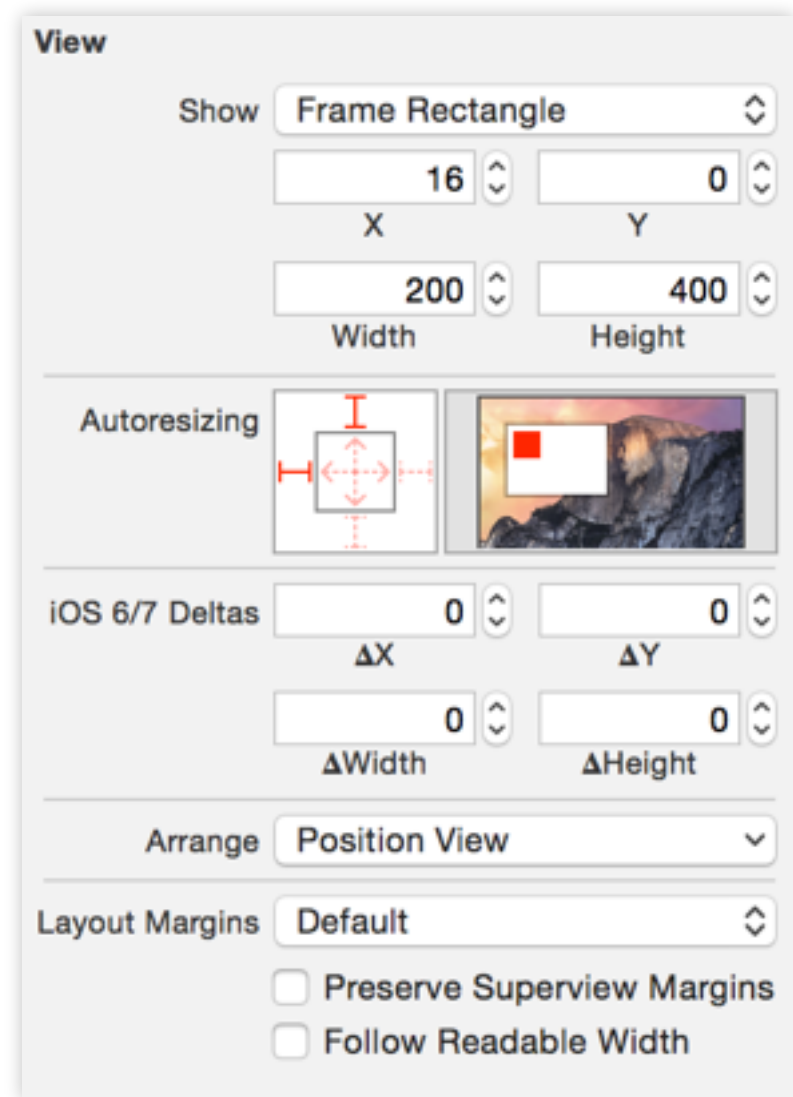 View
Show Frame Rectangle
16 0
X Y
200 400
Width Height
Autoresizing
iOS 6/7 Deltas 0 0
ΔX ΔY
0 0
ΔWidth ΔHeight
Arrange Position View
Layout Margins Default
Preserve Superview Margins
Follow Readable Width